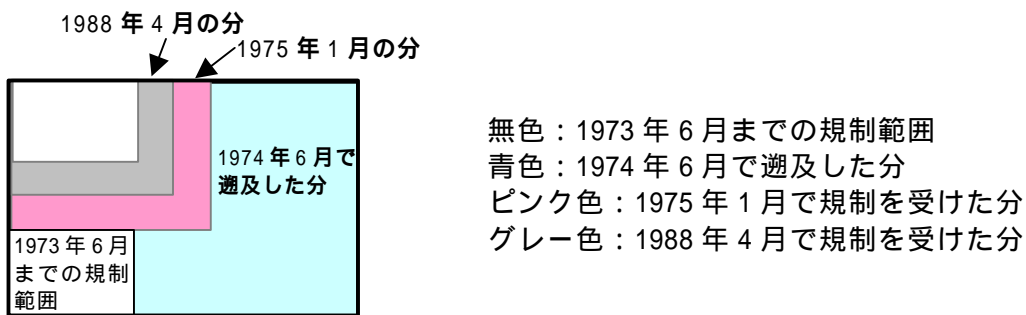 1988 年 4 月の分
1975 年 1 月の分
1974 年 6 月で
遡及した分
1973 年 6 月
までの規制
範囲
無色：1973 年 6 月までの規制範囲
青色：1974 年 6 月で遡及した分
ピンク色：1975 年 1 月で規制を受けた分
グレー色：1988 年 4 月で規制を受けた分